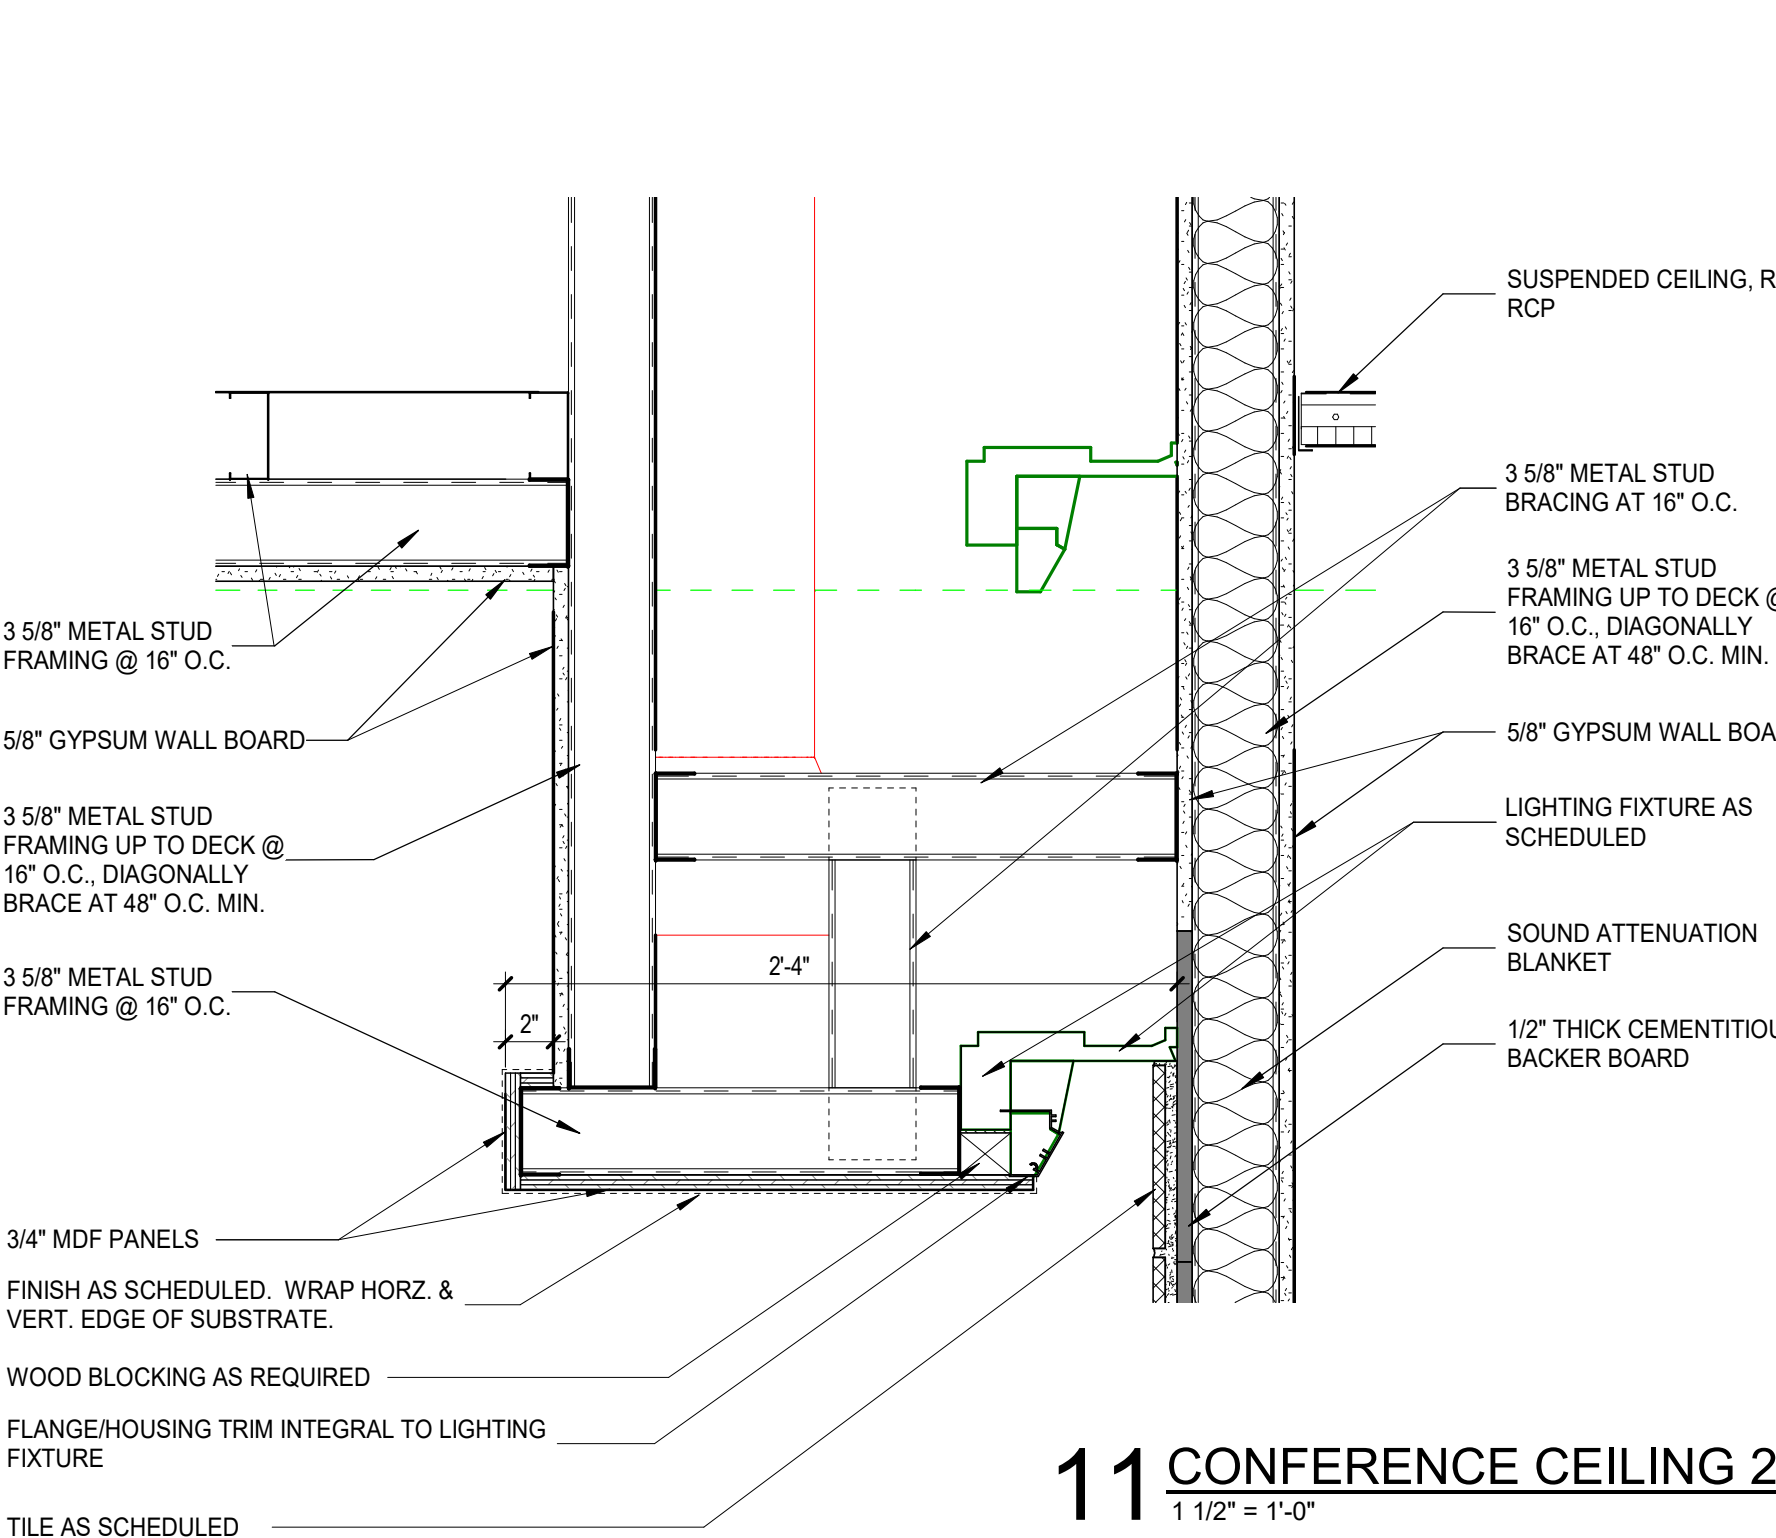 SUSPENDED CEILING, R
RCP
3 5/8" METAL STUD
BRACING AT 16" O.C.
3 5/8" METAL STUD
FRAMING UP TO DECK @
16" O.C., DIAGONALLY
BRACE AT 48" O.C. MIN.
5/8" GYPSUM WALL BOA
LIGHTING FIXTURE AS
SCHEDULED
SOUND ATTENUATION
BLANKET
1/2" THICK CEMENTITIOU
BACKER BOARD
3 5/8" METAL STUD
FRAMING @ 16" O.C.
5/8" GYPSUM WALL BOARD
3 5/8" METAL STUD
FRAMING UP TO DECK @
16" O.C., DIAGONALLY
BRACE AT 48" O.C. MIN.
3 5/8" METAL STUD
FRAMING @ 16" O.C.
2'-4"
2"
3/4" MDF PANELS
FINISH AS SCHEDULED. WRAP HORZ. &
VERT. EDGE OF SUBSTRATE.
WOOD BLOCKING AS REQUIRED
FLANGE/HOUSING TRIM INTEGRAL TO LIGHTING
FIXTURE
TILE AS SCHEDULED
11 CONFERENCE CEILING 2
1 1/2" = 1'-0"